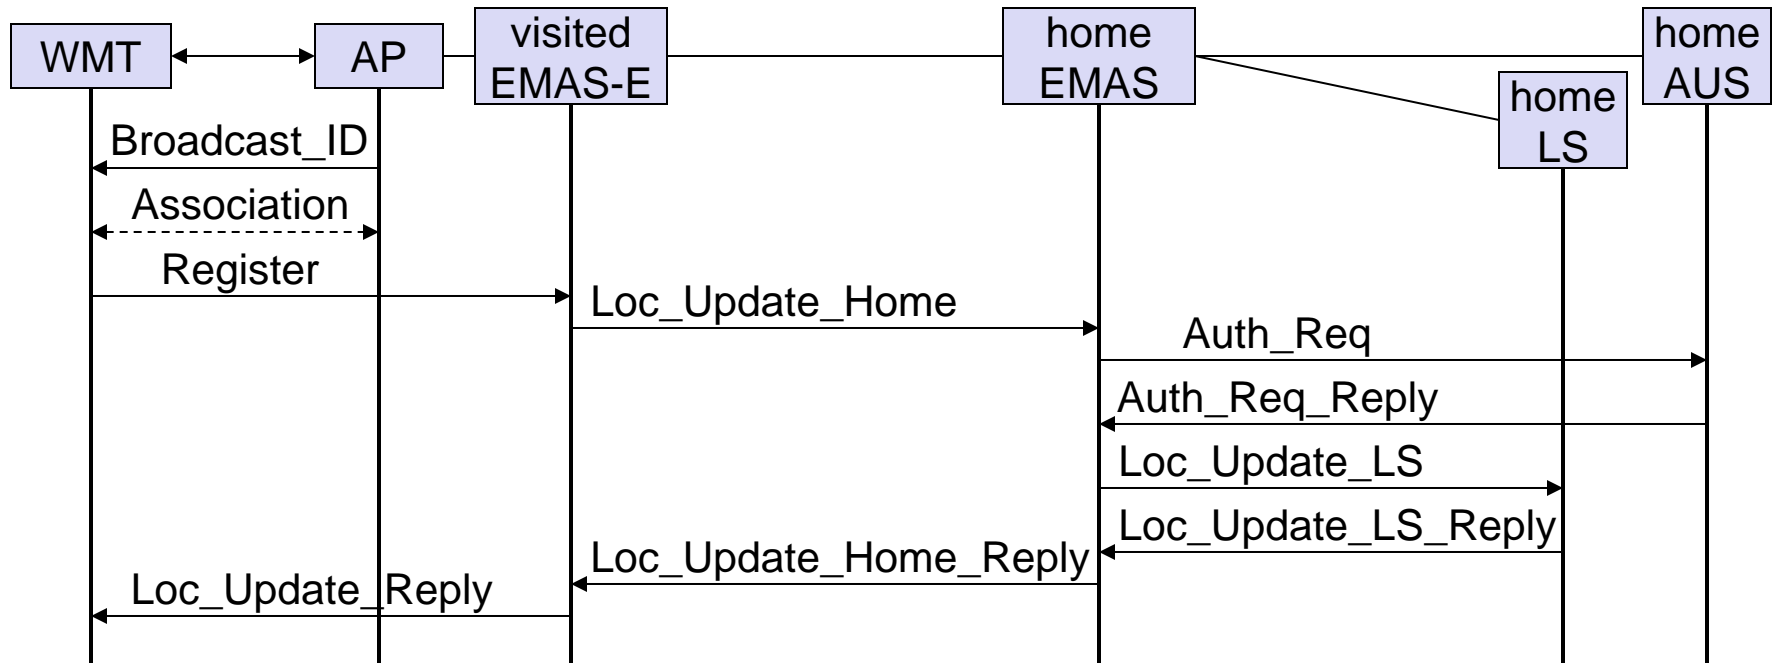 WMT
AP
visited
EMAS-E
home
EMAS
home
AUS
home
LS
Broadcast_ID
Association
Register
Loc_Update_Home
Auth_Req
Auth_Req_Reply
Loc_Update_LS
Loc_Update_LS_Reply
Loc_Update_Home_Reply
Loc_Update_Reply